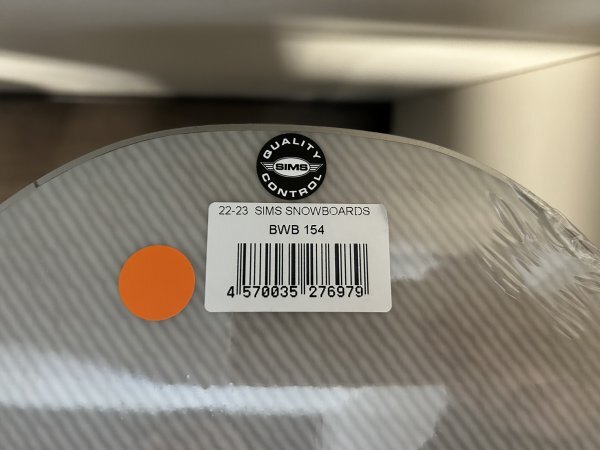 QUALITY
SIMS
CONTROL
22-23 SIMS SNOWBOARDS
BWB 154
4 570035 276979